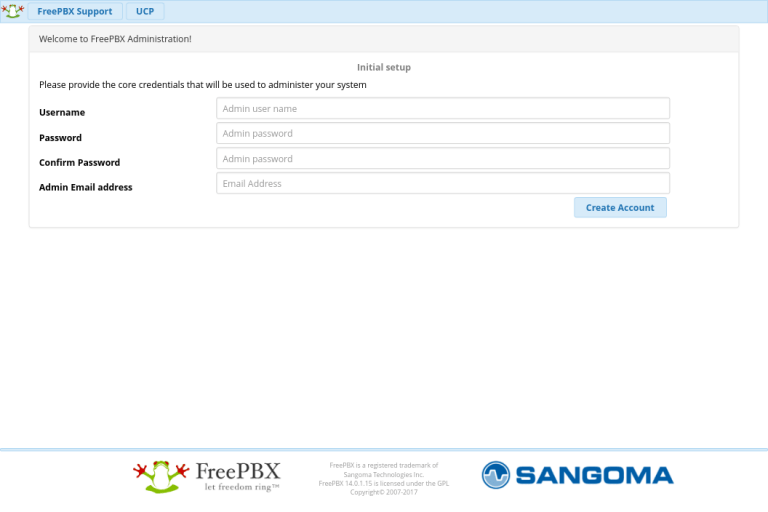 FreePBX Support UCP
Welcome to FreePBX Administration!
Initial setup
Please provide the core credentials that will be used to administer your system
Username Admin user name
Password Admin password
Confirm Password Admin password
Admin Email address Email Address
Create Account
FreePBX
let freedom ring™
FreePBX is a registered trademark of
Sangoma Technologies Inc.
FreePBX 14.0.1.15 is licensed under the GPL
Copyright© 2007-2017
SANGOMA